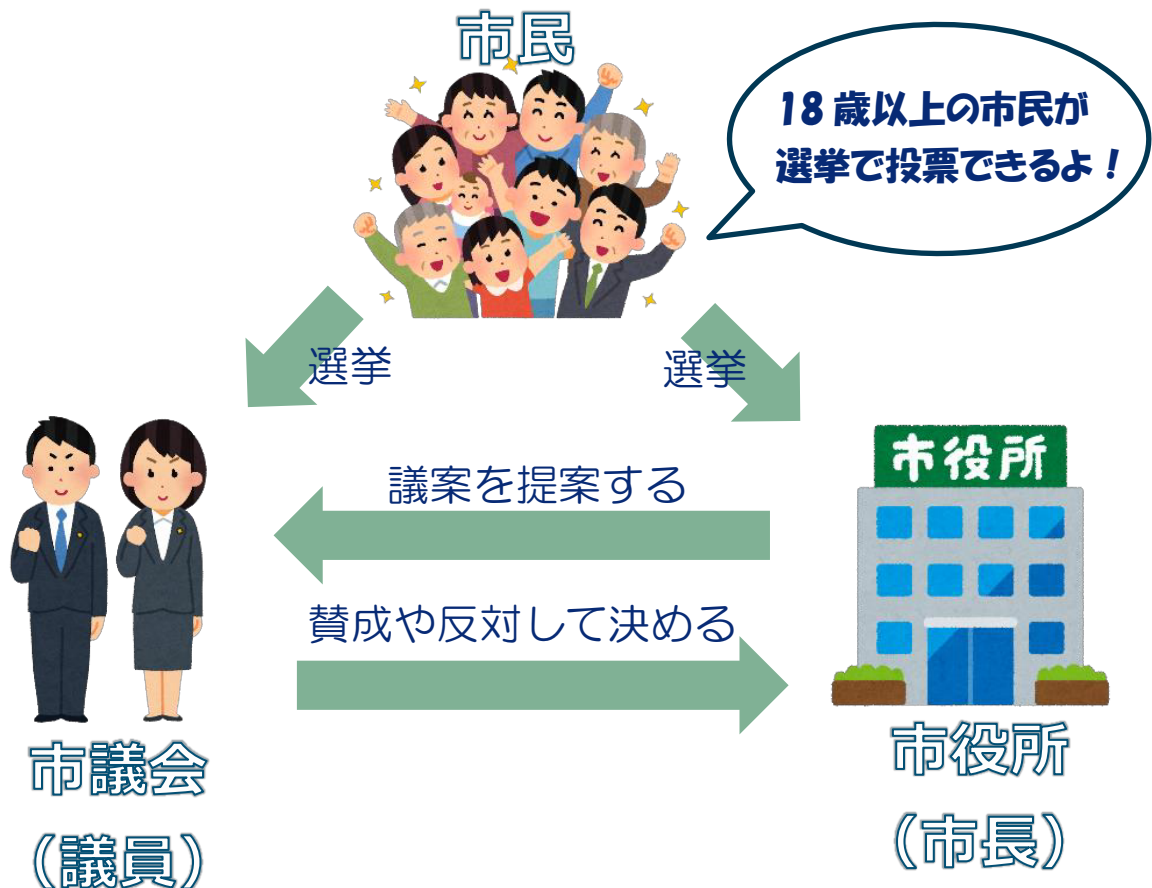 市民
18歳以上の市民が
選挙で投票できるよ！
選挙
選挙
市役所
議案を提案する
賛成や反対して決める
市議会
（議員）
市役所
（市長）